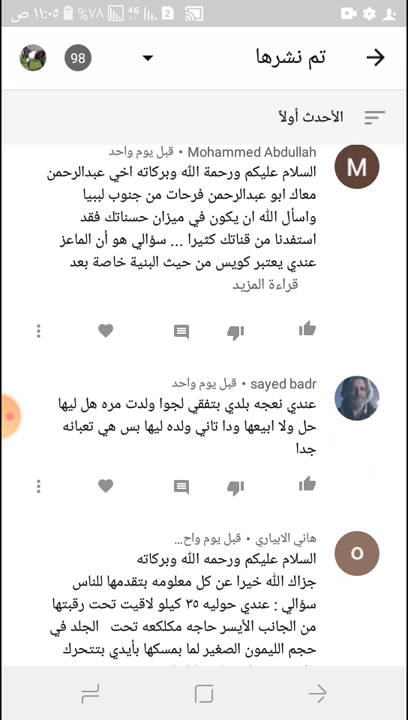 ١١:٠٥ ص
٧٨%
4G
2
تم نشرها
98
الأحدث أولاً
Mohammed Abdullah • قبل يوم واحد
السلام عليكم ورحمة الله وبركاته اخي عبدالرحمن
معاك ابو عبدالرحمن فرحات من جنوب ليبيا
واسأل الله ان يكون في ميزان حسناتك فقد
استفدنا من قناتك كثيرا ... سؤالي هو أن الماعز
عندي يعتبر كويس من حيث البنية خاصة بعد
قراءة المزيد
M
sayed badr • قبل يوم واحد
عندي نعجه بلدي بتفقي لجوا ولدت مره هل ليها
حل ولا ابيعها ودا تاني ولده ليها بس هي تعبانه
جدا
هاني الابياري • قبل يوم واح...
السلام عليكم ورحمه الله وبركاته
جزاك الله خيرا عن كل معلومه بتقدمها للناس
سؤالي : عندي حوليه ٣٥ كيلو لاقيت تحت رقبتها
من الجانب الأيسر حاجه مكلكعه تحت الجلد في
حجم الليمون الصغير لما بمسكها بأيدي بتتحرك
o